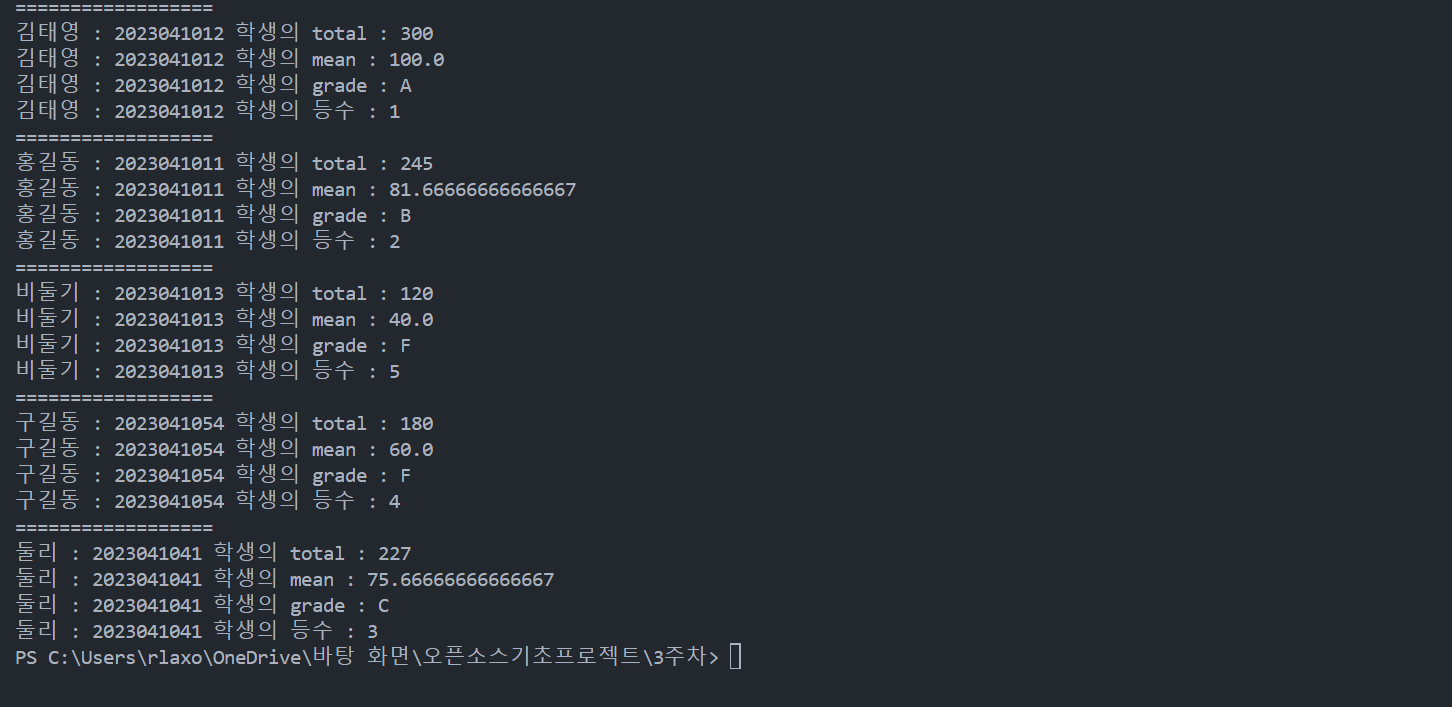 ==================
김태영 : 2023041012 학생의 total : 300
김태영 : 2023041012 학생의 mean : 100.0
김태영 : 2023041012 학생의 grade : A
김태영 : 2023041012 학생의 등수 : 1
==================
홍길동 : 2023041011 학생의 total : 245
홍길동 : 2023041011 학생의 mean : 81.66666666666667
홍길동 : 2023041011 학생의 grade : B
홍길동 : 2023041011 학생의 등수 : 2
==================
비둘기 : 2023041013 학생의 total : 120
비둘기 : 2023041013 학생의 mean : 40.0
비둘기 : 2023041013 학생의 grade : F
비둘기 : 2023041013 학생의 등수 : 5
==================
구길동 : 2023041054 학생의 total : 180
구길동 : 2023041054 학생의 mean : 60.0
구길동 : 2023041054 학생의 grade : F
구길동 : 2023041054 학생의 등수 : 4
==================
둘리 : 2023041041 학생의 total : 227
둘리 : 2023041041 학생의 mean : 75.66666666666667
둘리 : 2023041041 학생의 grade : C
둘리 : 2023041041 학생의 등수 : 3
PS C:\Users\rlaxo\OneDrive\바탕 화면\오픈소스기초프로젝트\3주차>